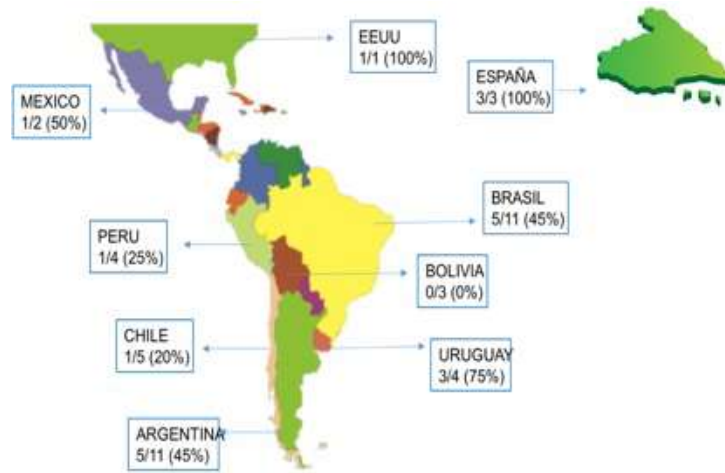 EEUU
1/1 (100%)
ESPAÑA
3/3 (100%)
MEXICO
1/2 (50%)
BRASIL
5/11 (45%)
PERU
1/4 (25%)
BOLIVIA
0/3 (0%)
CHILE
1/5 (20%)
URUGUAY
3/4 (75%)
ARGENTINA
5/11 (45%)